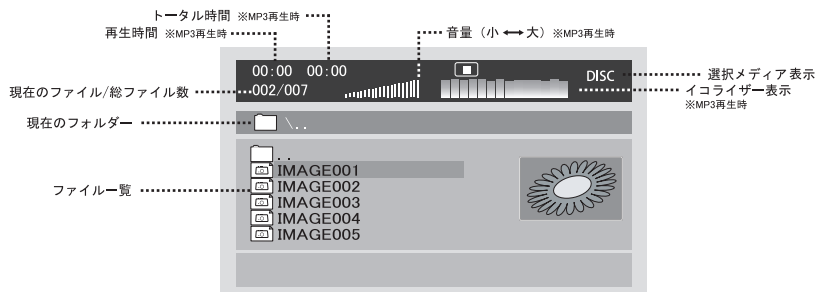 トータル時間 ※MP3再生時
再生時間 ※MP3再生時
音量（小 ⟷ 大）※MP3再生時
00:00 00:00
DISC
選択メディア表示
002/007
現在のファイル/総ファイル数
イコライザー表示
※MP3再生時
現在のフォルダー
\..
..
IMAGE001
ファイル一覧
IMAGE002
IMAGE003
IMAGE004
IMAGE005